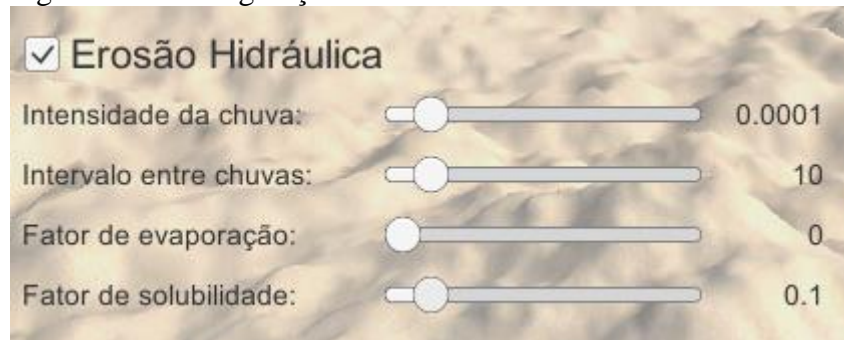 Erosão Hidráulica
Intensidade da chuva: 0.0001
Intervalo entre chuvas: 10
Fator de evaporação: 0
Fator de solubilidade: 0.1